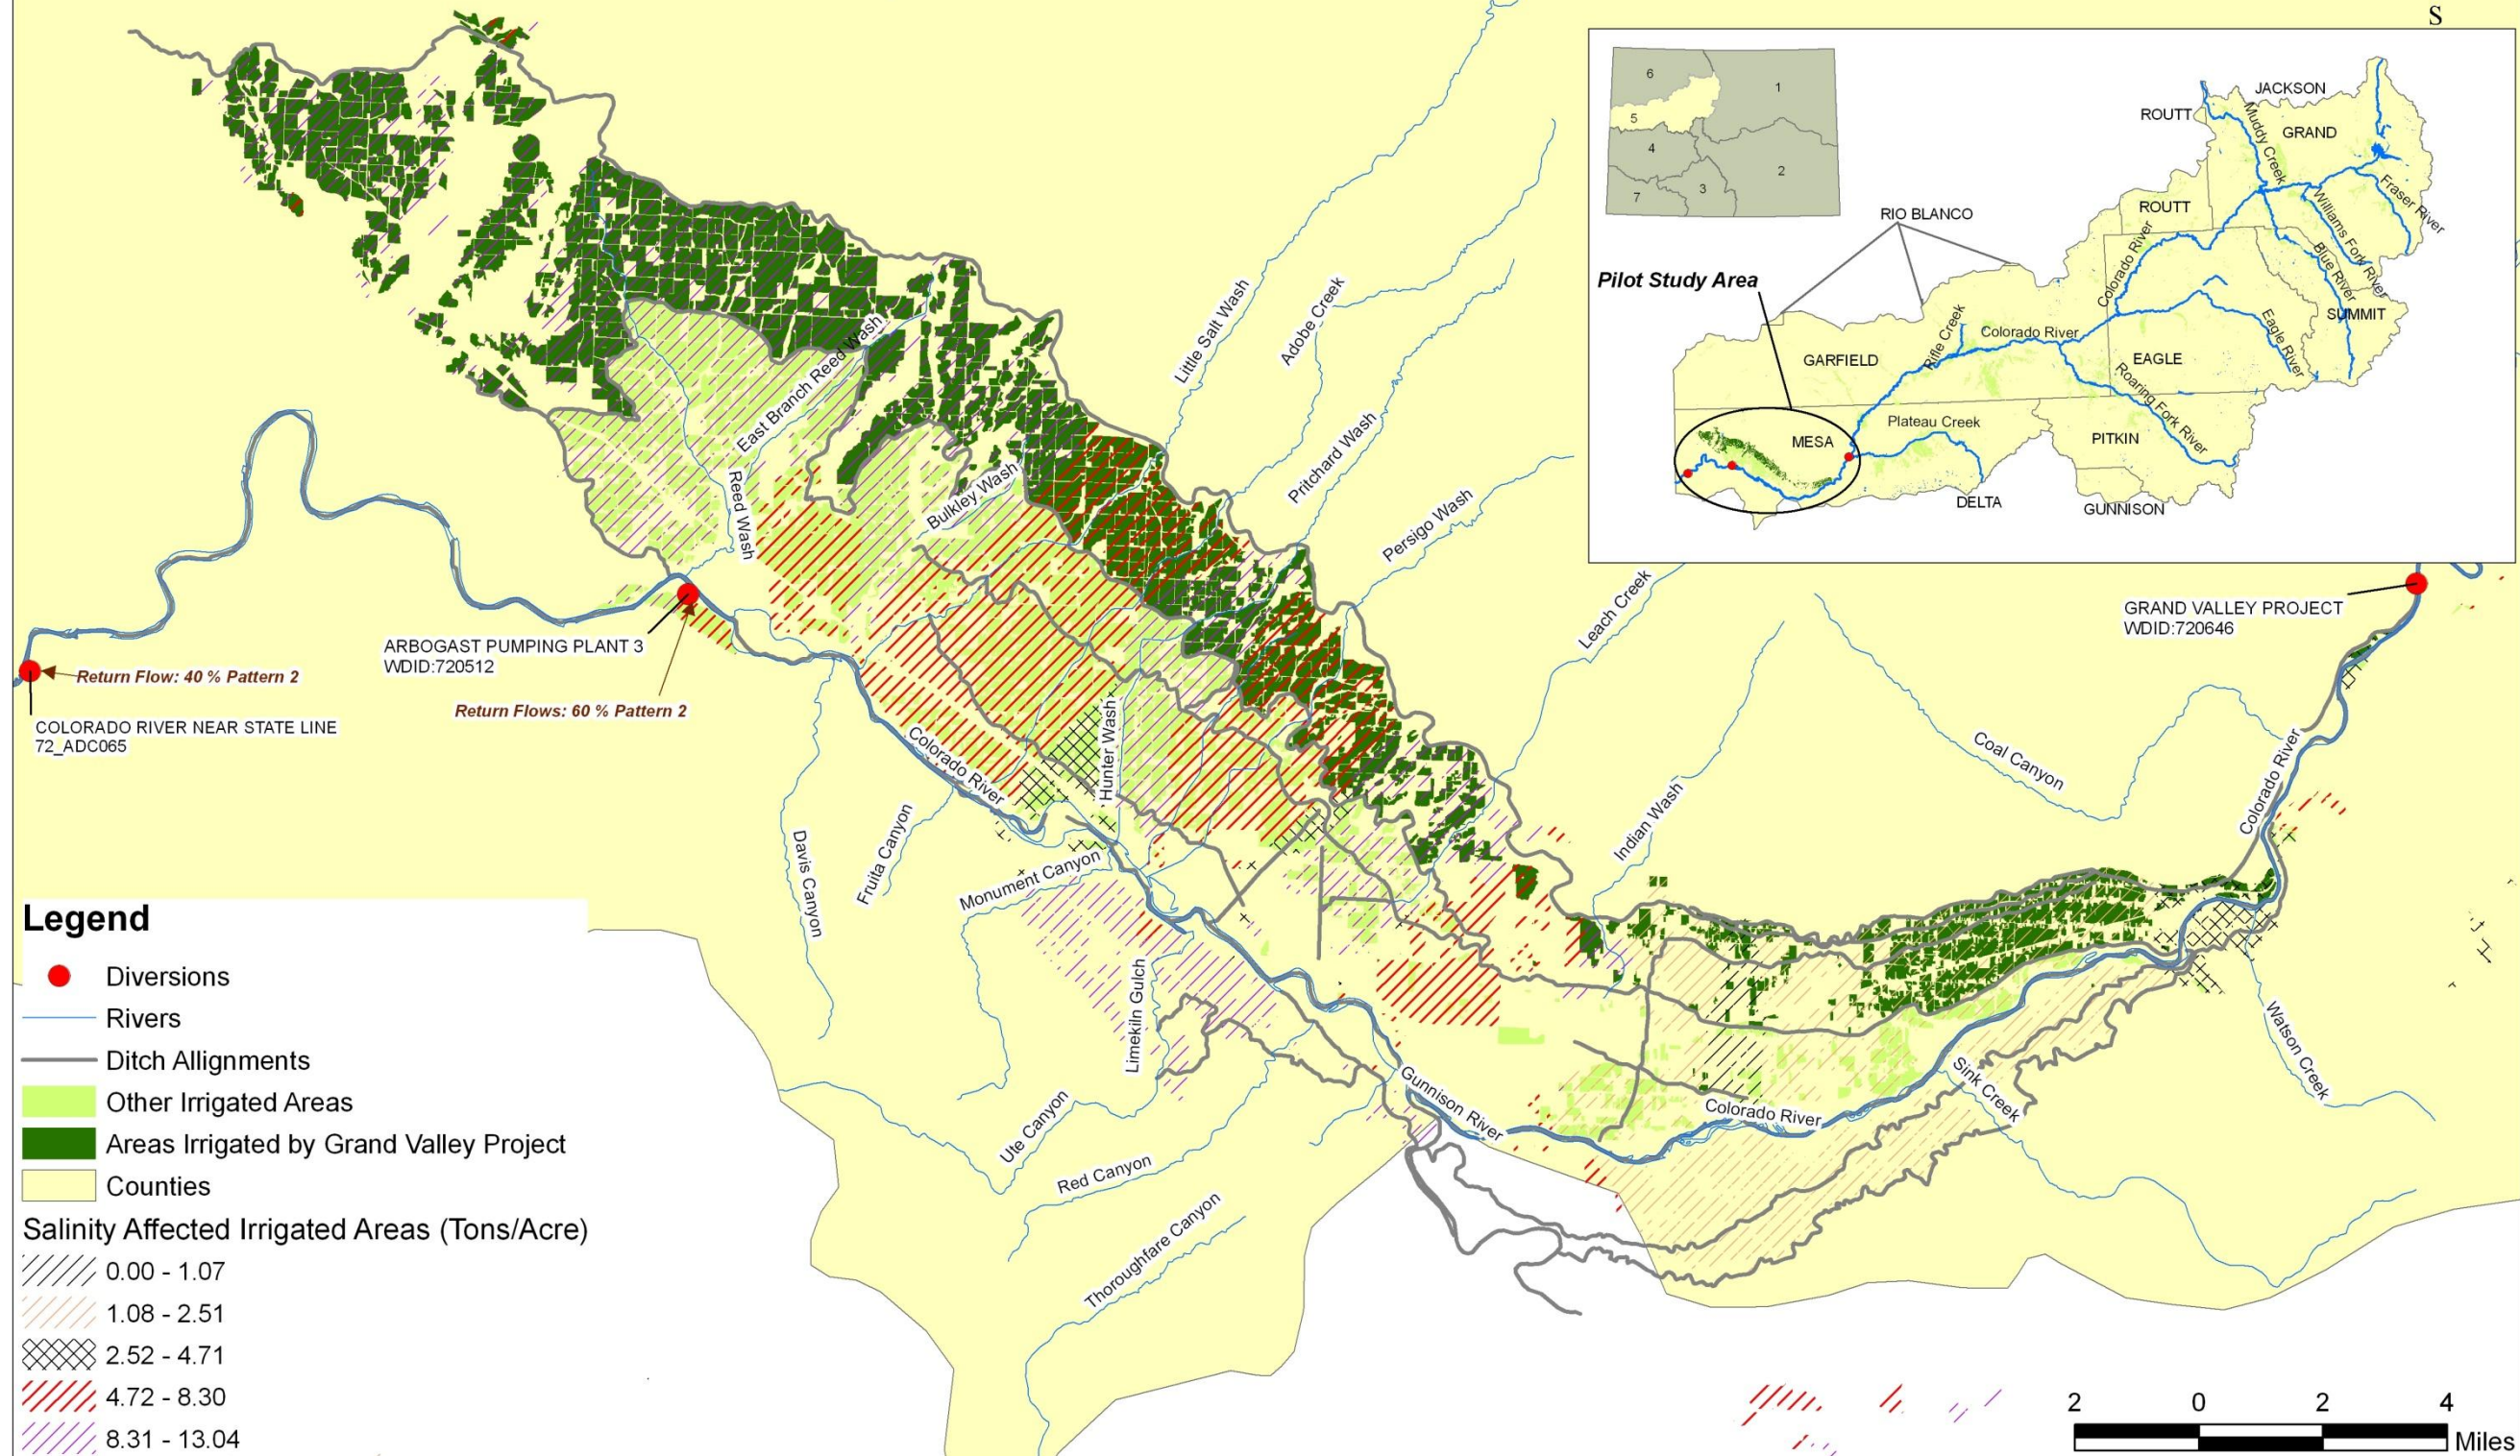 S
6
1
5
4
2
3
7
JACKSON
ROUTT
Muddy Creek
GRAND
Fraser River
ROUTT
Williams Fork River
RIO BLANCO
Colorado River
Blue River
Pilot Study Area
SUMMIT
Rifle Creek
Colorado River
Eagle River
GARFIELD
EAGLE
Roaring Fork River
Plateau Creek
MESA
PITKIN
DELTA
GUNNISON
Little Salt Wash
Adobe Creek
East Branch Reed Wash
Pritchard Wash
Reed Wash
Bulkley Wash
Persigo Wash
Leach Creek
GRAND VALLEY PROJECT
WDID:720646
ARBOGAST PUMPING PLANT 3
WDID:720512
Return Flow: 40 % Pattern 2
Return Flows: 60 % Pattern 2
COLORADO RIVER NEAR STATE LINE
72_ADC065
Hunter Wash
Colorado River
Coal Canyon
Colorado River
Indian Wash
Davis Canyon
Fruita Canyon
Monument Canyon
Limekiln Gulch
Watson Creek
Gunnison River
Sink Creek
Colorado River
Ute Canyon
Red Canyon
Thoroughfare Canyon
Legend
Diversions
Rivers
Ditch Allignments
Other Irrigated Areas
Areas Irrigated by Grand Valley Project
Counties
Salinity Affected Irrigated Areas (Tons/Acre)
0.00 - 1.07
1.08 - 2.51
2.52 - 4.71
4.72 - 8.30
8.31 - 13.04
2 0 2 4
Miles